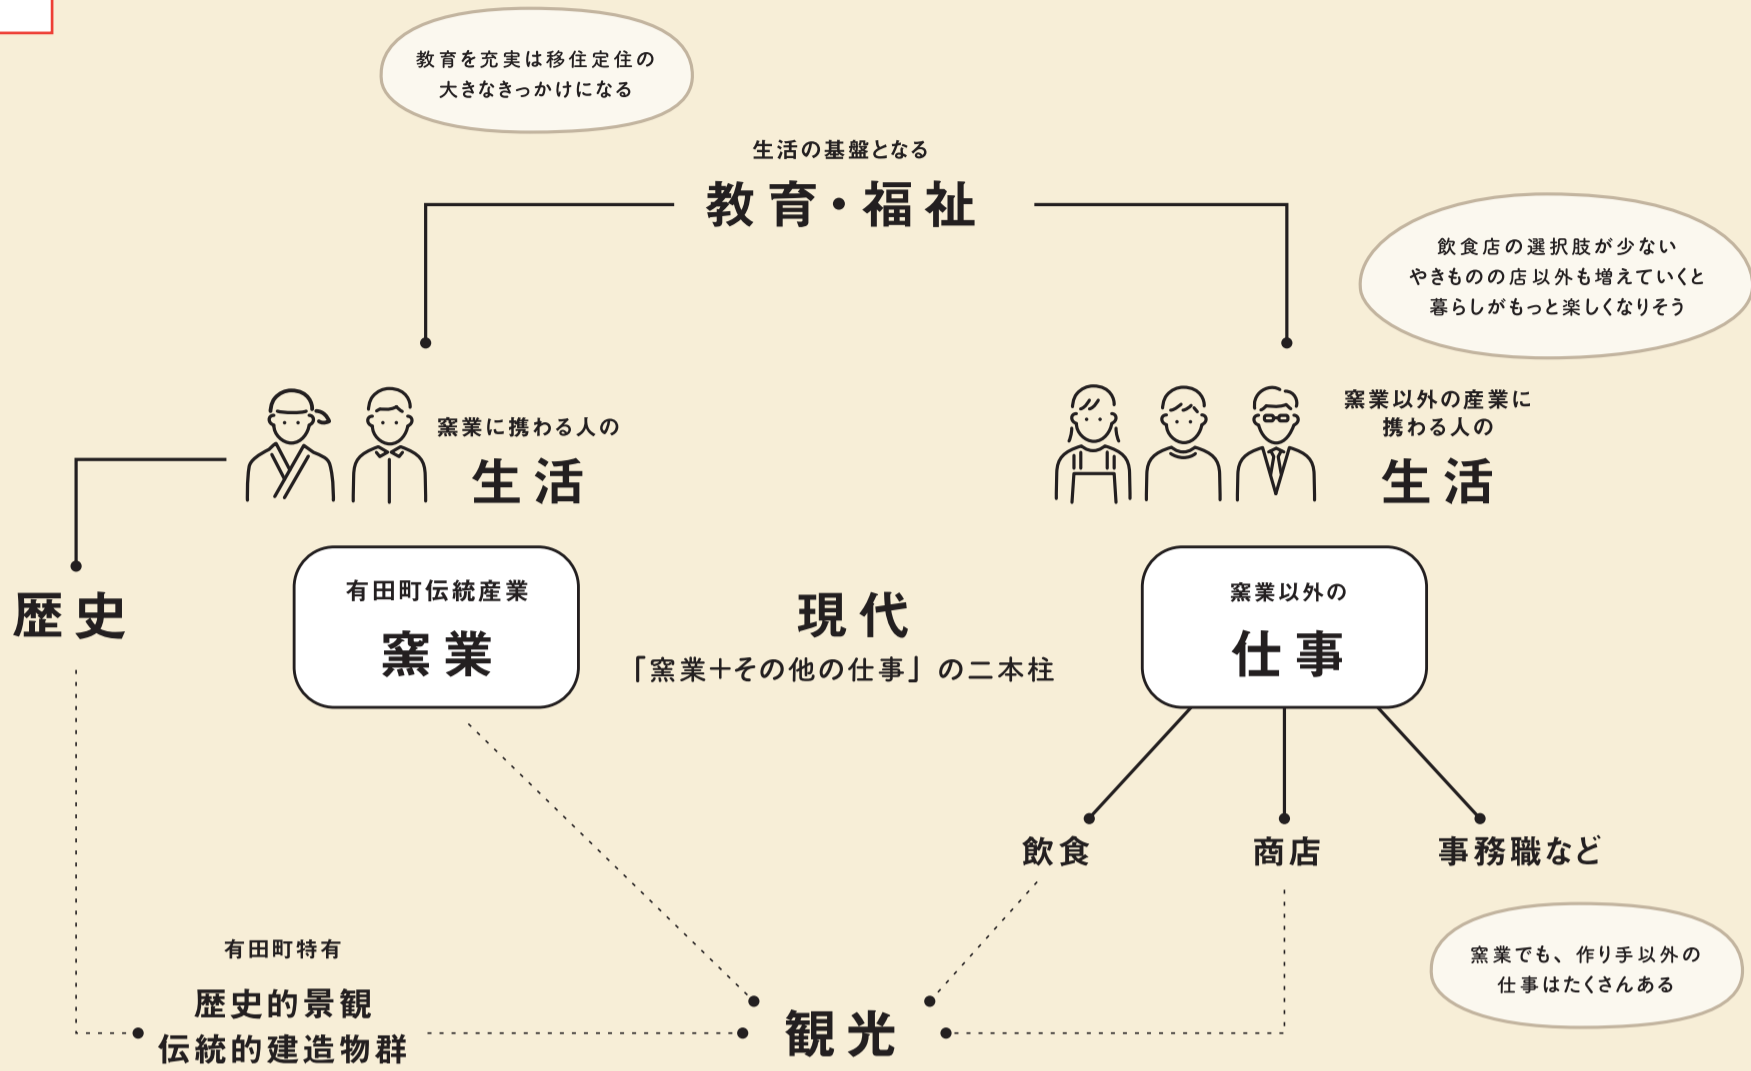 教育を充実は移住定住の
大きなきっかけになる
生活の基盤となる
教育・福祉
飲食店の選択肢が少ない
やきものの店以外も増えていくと
暮らしがもっと楽しくなりそう
窯業に携わる人の
生活
窯業以外の産業に
携わる人の
生活
歴史
有田町伝統産業
窯業
現代
「窯業+その他の仕事」の二本柱
窯業以外の
仕事
飲食
商店
事務職など
有田町特有
歴史的景観
伝統的建造物群
観光
窯業でも、作り手以外の
仕事はたくさんある